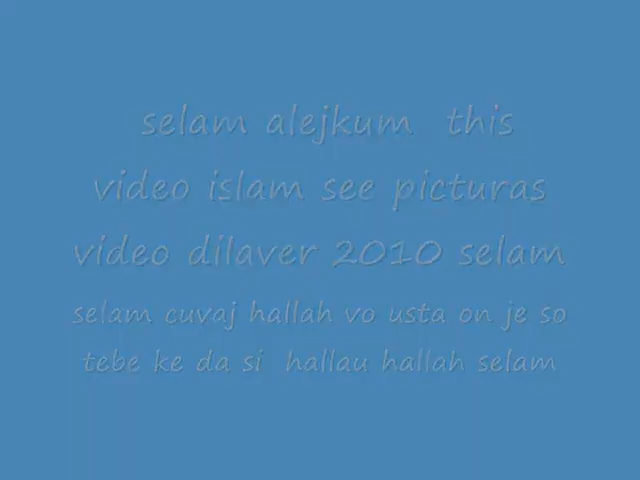 selam alejkum this
video islam see picturas
video dilaver 2010 selam
selam cuvaj hallah vo usta on je so
tebe ke da si hallau hallah selam